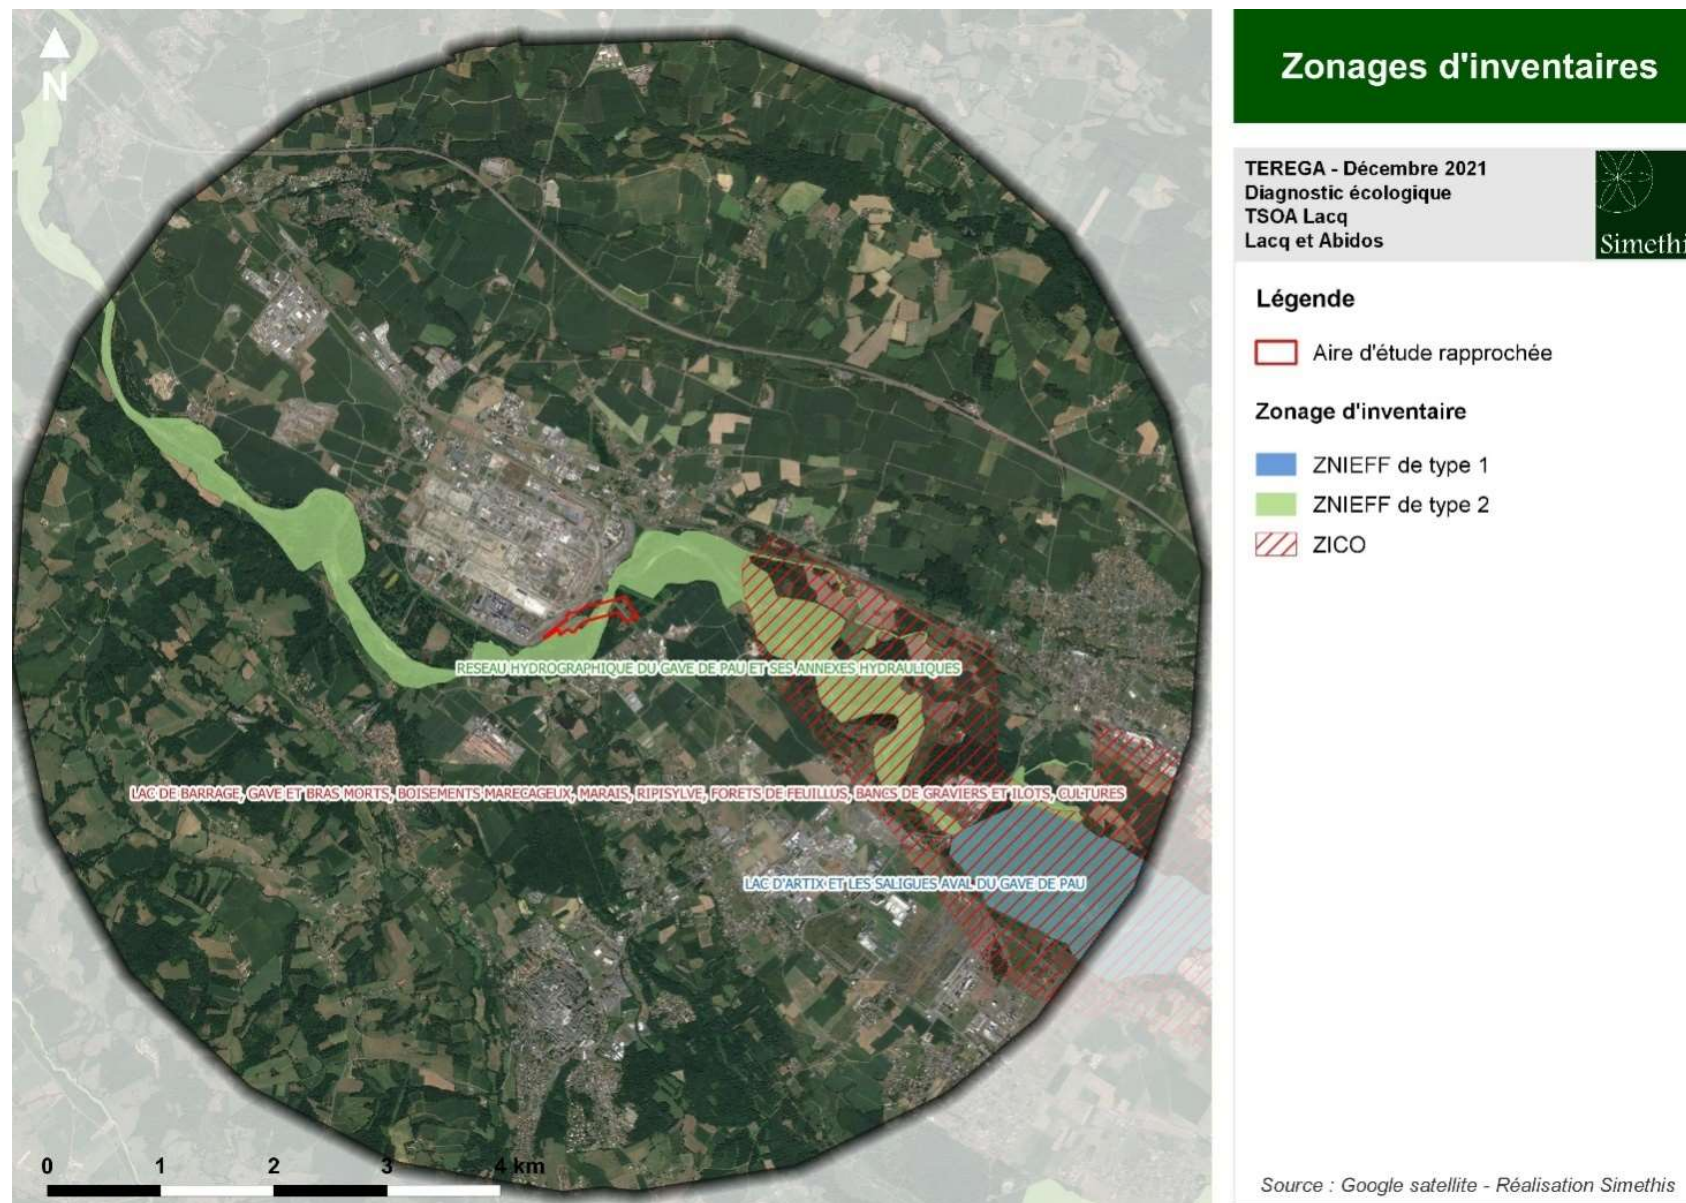 N
Zonages d'inventaires
TEREGA - Décembre 2021
Diagnostic écologique
TSOA Lacq
Lacq et Abidos
Simethi
Légende
Aire d'étude rapprochée
Zonage d'inventaire
ZNIEFF de type 1
ZNIEFF de type 2
ZICO
RESEAU HYDROGRAPHIQUE DU GAVE DE PAU ET SES ANNEXES HYDRAULIQUES
LAC DE BARRAGE, GAVE ET BRAS MORTS, BOISEMENTS MARECAGEUX, MARAIS, RIPISYLVE, FORETS DE FEUILLUS, BANCS DE GRAVIERS ET ILOTS, CULTURES
LAC D'ARTIX ET LES SALIGUES AVAL DU GAVE DE PAU
0 1 2 3 4 km
Source : Google satellite - Réalisation Simethis